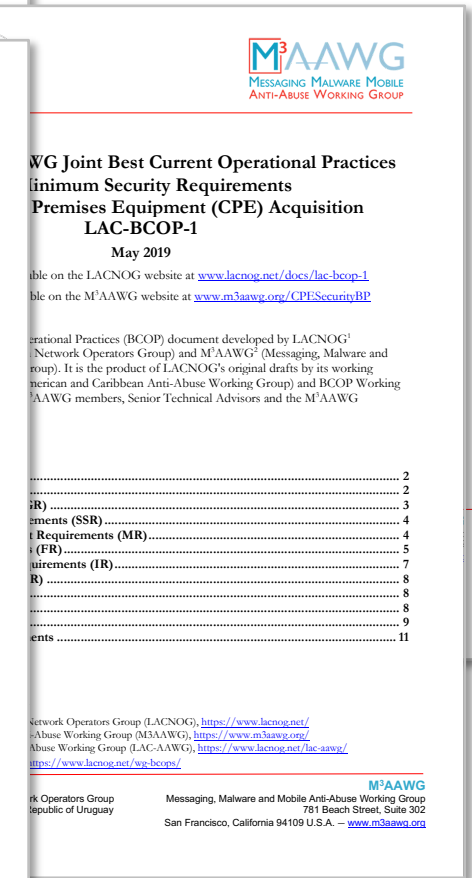 M³AAWG
MESSAGING MALWARE MOBILE
ANTI-ABUSE WORKING GROUP
WG Joint Best Current Operational Practices
Minimum Security Requirements
Premises Equipment (CPE) Acquisition
LAC-BCOP-1
May 2019
able on the LACNOG website at www.lacnog.net/docs/lac-bcop-1
ble on the M³AAWG website at www.m3aawg.org/CPESecurityBP
erational Practices (BCOP) document developed by LACNOG¹
Network Operators Group) and M³AAWG² (Messaging, Malware and
roup). It is the product of LACNOG's original drafts by its working
merican and Caribbean Anti-Abuse Working Group) and BCOP Working
³AAWG members, Senior Technical Advisors and the M³AAWG
2
2
GR) 3
ements (SSR) 4
t Requirements (MR) 4
s (FR) 5
quirements (IR) 7
R) 8
8
8
9
ents 11
Network Operators Group (LACNOG), https://www.lacnog.net/
-Abuse Working Group (M3AAWG), https://www.m3aawg.org/
Abuse Working Group (LAC-AAWG), https://www.lacnog.net/lac-aawg/
https://www.lacnog.net/wg-bcops/
M³AAWG
rk Operators Group Messaging, Malware and Mobile Anti-Abuse Working Group
Republic of Uruguay 781 Beach Street, Suite 302
San Francisco, California 94109 U.S.A. – www.m3aawg.org